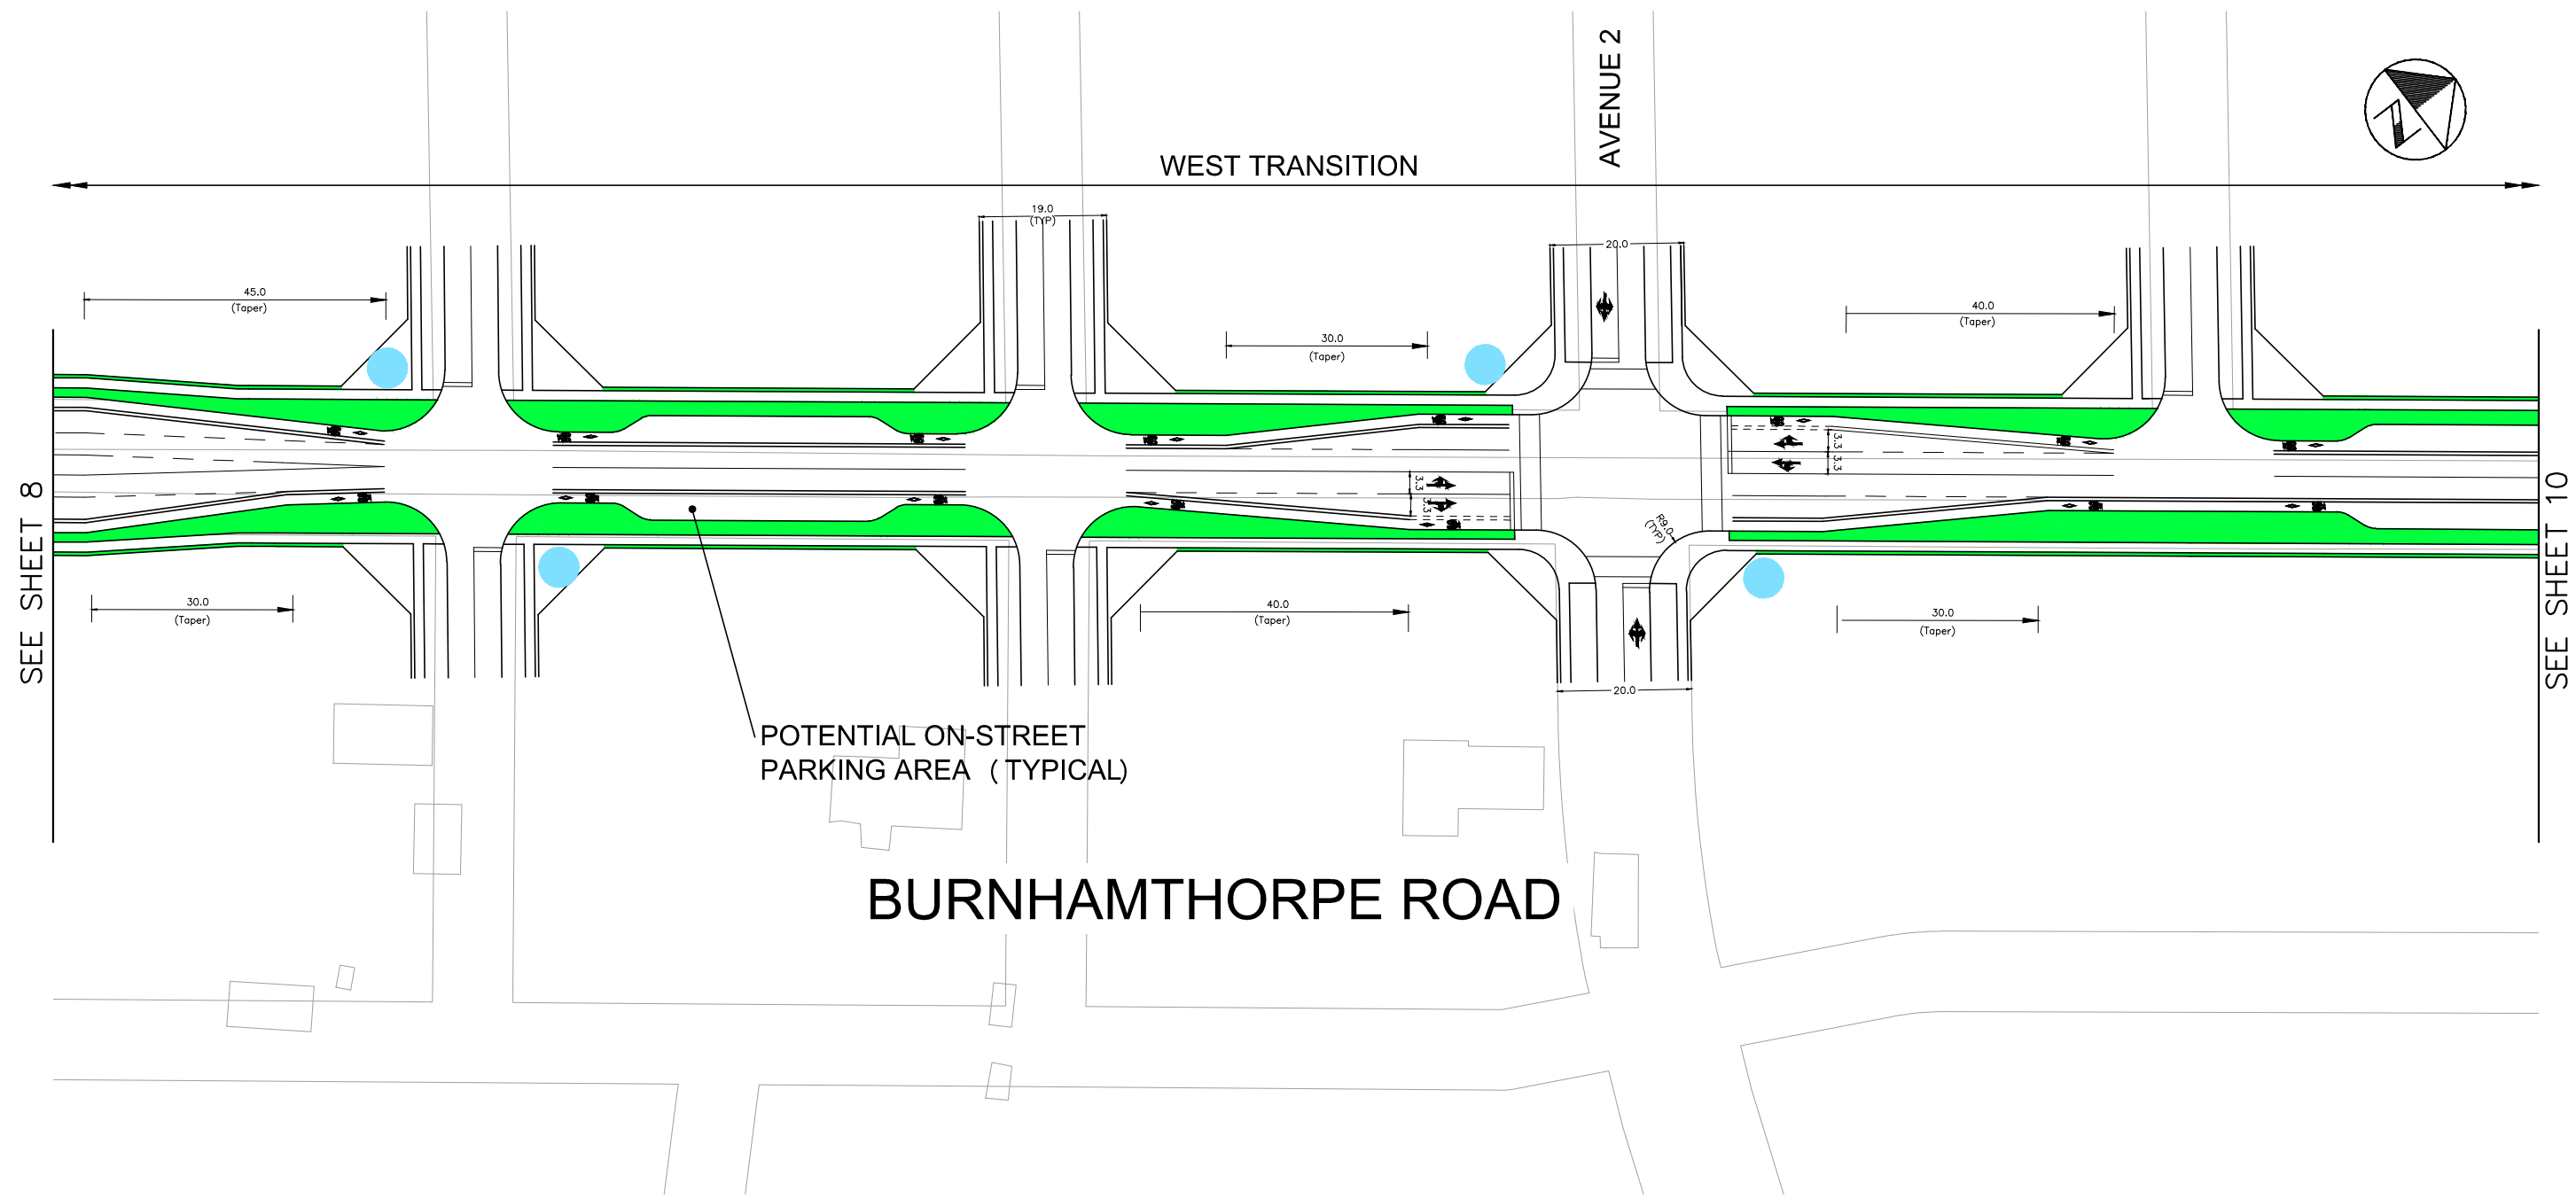 AVENUE 2
WEST TRANSITION
19.0
(TYP)
20.0
45.0
(Taper)
30.0
(Taper)
40.0
(Taper)
3.3
3.3
3.3
3.3
SEE SHEET 8
SEE SHEET 10
R9.0
(TYP)
30.0
(Taper)
40.0
(Taper)
30.0
(Taper)
20.0
POTENTIAL ON-STREET
PARKING AREA ( TYPICAL)
BURNHAMTHORPE ROAD